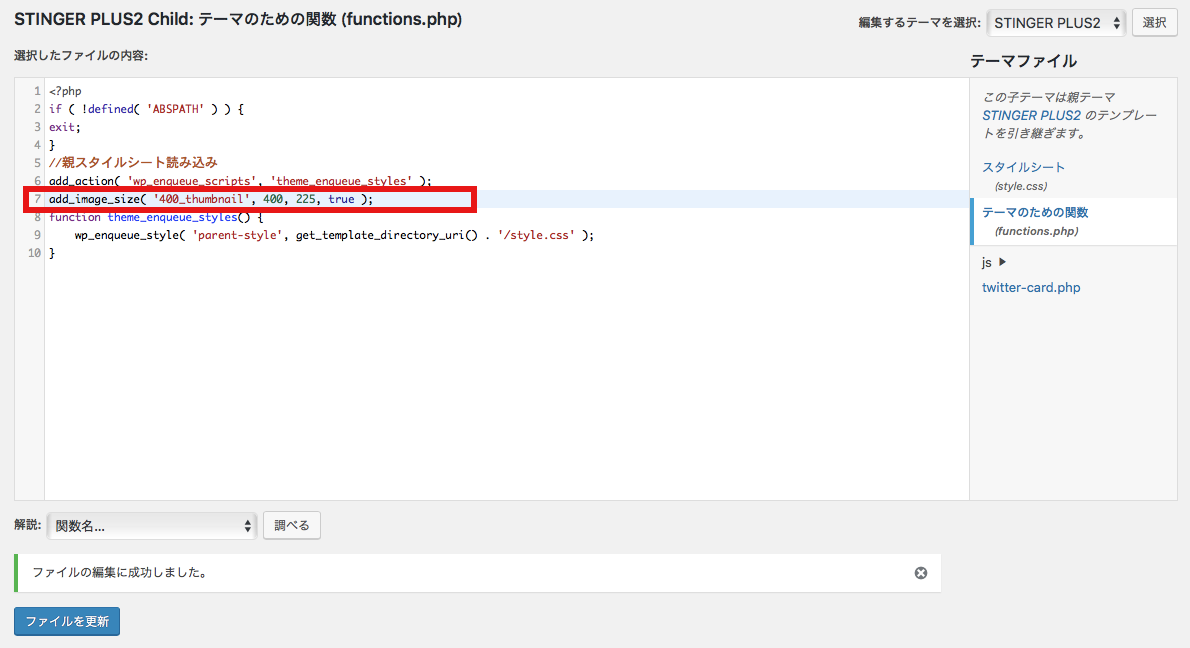 STINGER PLUS2 Child: テーマのための関数 (functions.php)
編集するテーマを選択: STINGER PLUS2 選択
選択したファイルの内容:
1 <?php
2 if ( !defined( 'ABSPATH' ) ) {
3 exit;
4 }
5 //親スタイルシート読み込み
6 add_action( 'wp_enqueue_scripts', 'theme_enqueue_styles' );
7 add_image_size( '400_thumbnail', 400, 225, true );
8 function theme_enqueue_styles() {
9 wp_enqueue_style( 'parent-style', get_template_directory_uri() . '/style.css' );
10 }
テーマファイル
この子テーマは親テーマ
STINGER PLUS2 のテンプレー
トを引き継ぎます。
スタイルシート
(style.css)
テーマのための関数
(functions.php)
js
twitter-card.php
解説: 関数名... 調べる
ファイルの編集に成功しました。
ファイルを更新